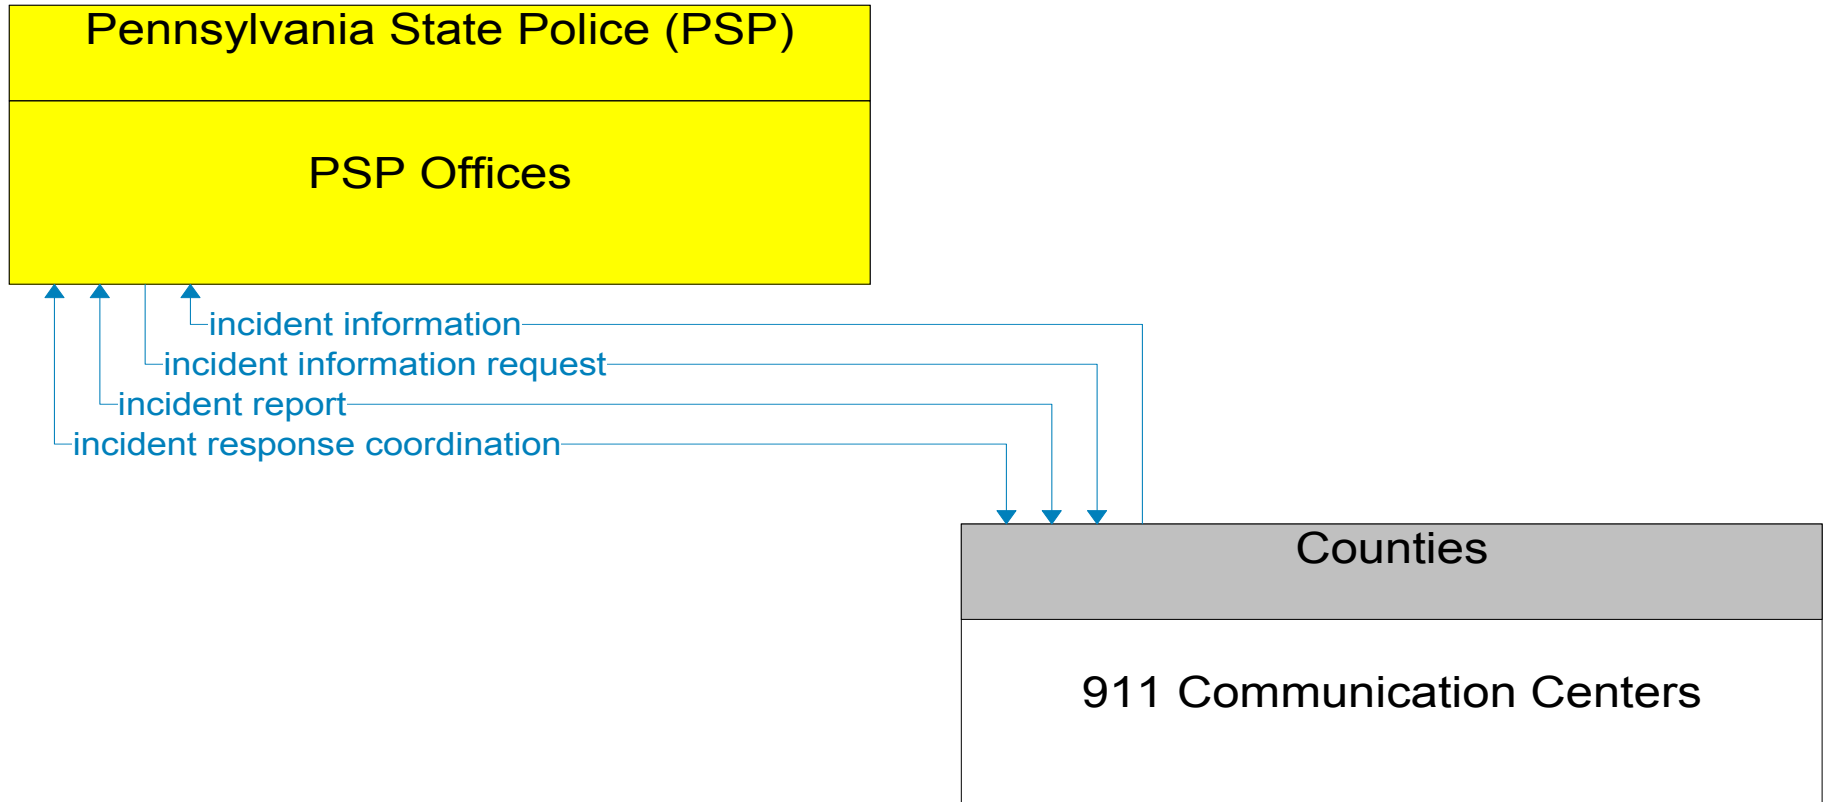 Pennsylvania State Police (PSP)
PSP Offices
incident information
incident information request
incident report
incident response coordination
Counties
911 Communication Centers